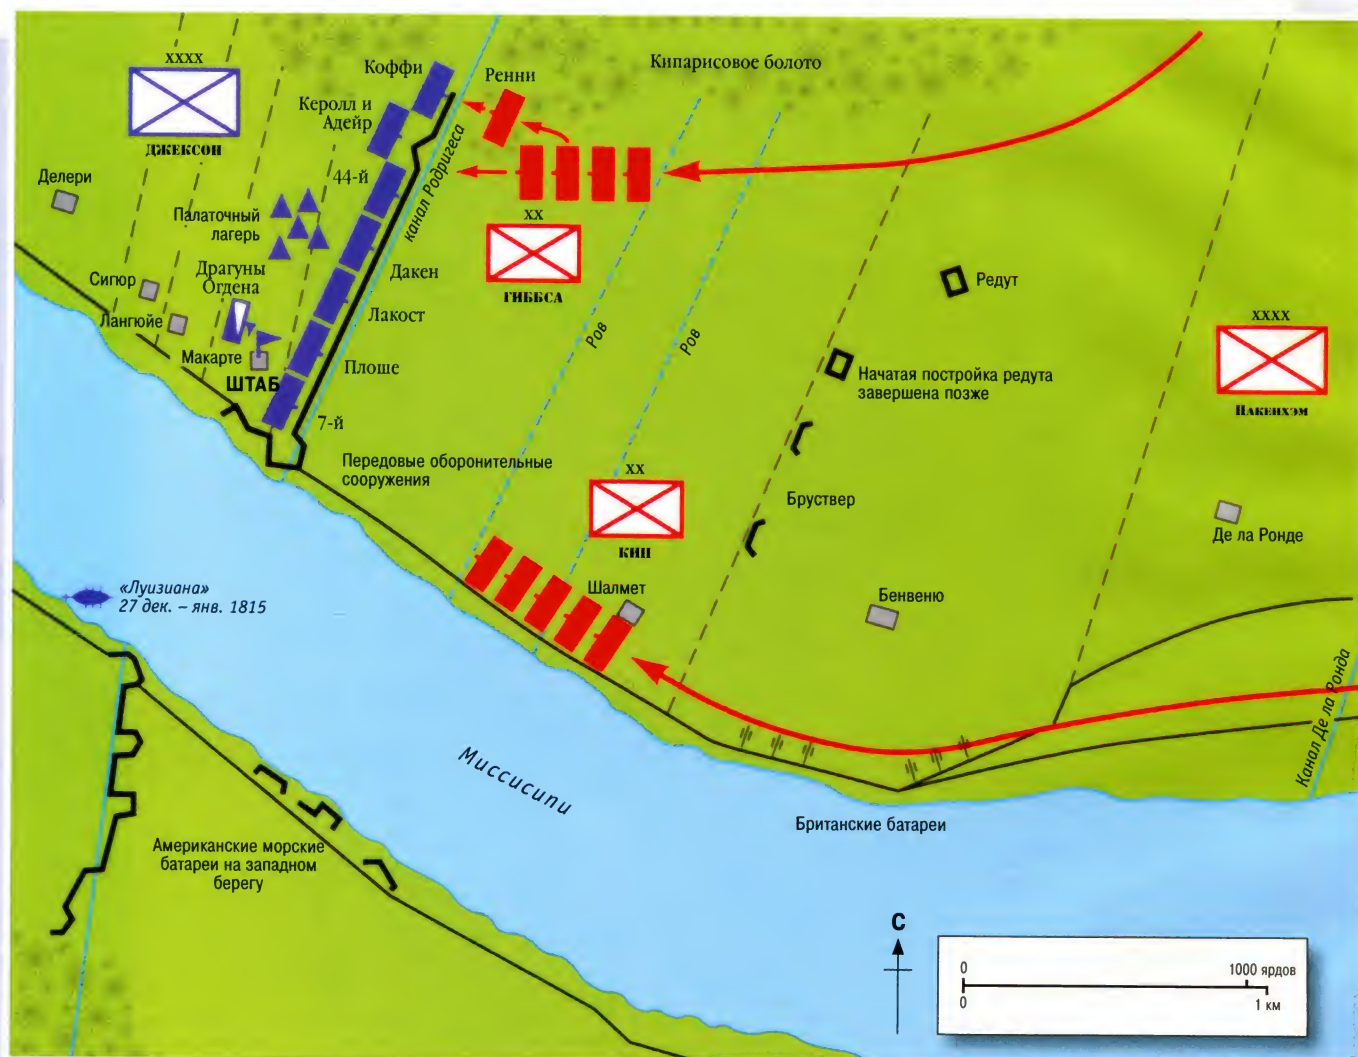 XXXX
ДЖЕКСОН
Коффи
Ренни
Кипарисовое болото
Керолл и
Адейр
44-й
канал Родригеса
Делери
Палаточный
лагерь
XX
ГИББСА
Драгуны
Огдена
Сигюр
Лангюйе
Макарте
ШТАБ
Дакен
Лакост
Плоше
7-й
Ров
Ров
Редут
Начатая постройка редута
завершена позже
XXXX
ПАКЕНХЭМ
Передовые оборонительные
сооружения
XX
КИН
Бруствер
Де ла Ронде
Шалмет
Бенвеню
«Луизиана»
27 дек. – янв. 1815
Канал Де ла Ронда
Миссисипи
Британские батареи
Американские морские
батареи на западном
берегу
С
0
1000 ярдов
0
1 км